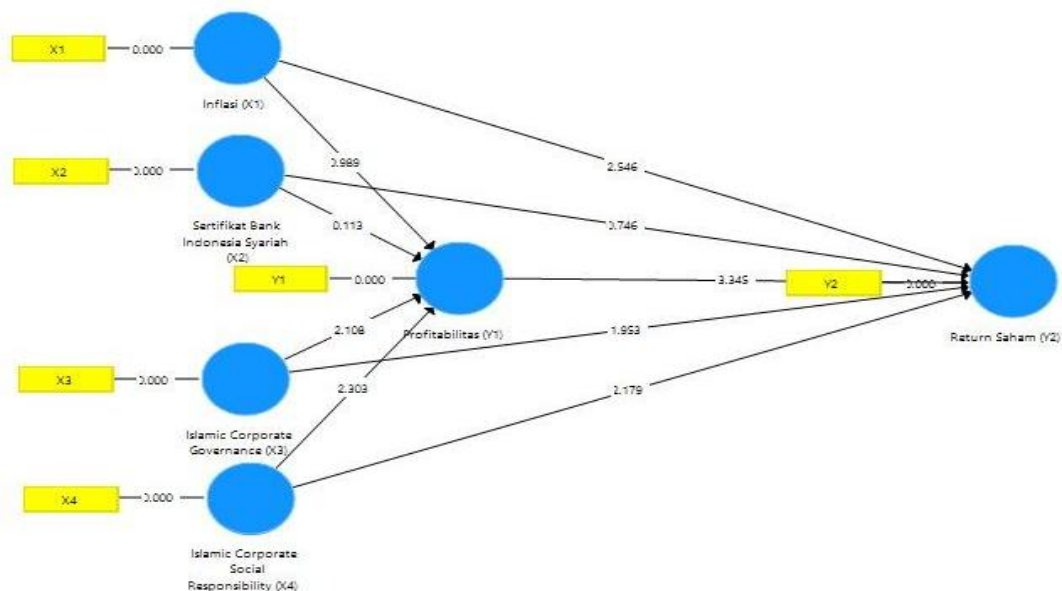 X1
0.000
Inflasi (X1)
2.546
0.989
X2
0.000
Sertifikat Bank
Indonesia Syariah
(X2)
0.746
0.113
Y1
0.000
Profitabilitas (Y1)
3.345
Y2
0.000
Return Saham (Y2)
2.108
1.953
X3
0.000
Islamic Corporate
Governance (X3)
2.303
2.179
X4
0.000
Islamic Corporate
Social
Responsibility (X4)